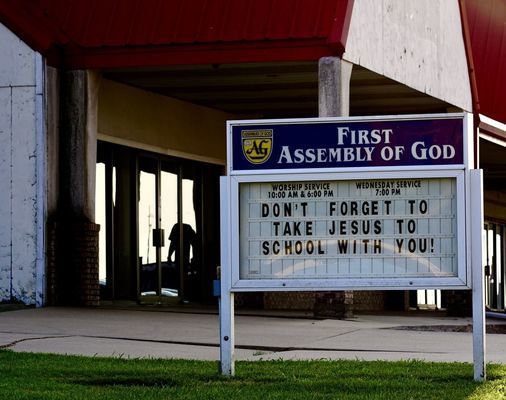 First
Assembly of God
AG
WORSHIP SERVICE WEDNESDAY SERVICE
10:00 AM & 6:00 PM 7:00 PM
DON'T FORGET TO
TAKE JESUS TO
SCHOOL WITH YOU!